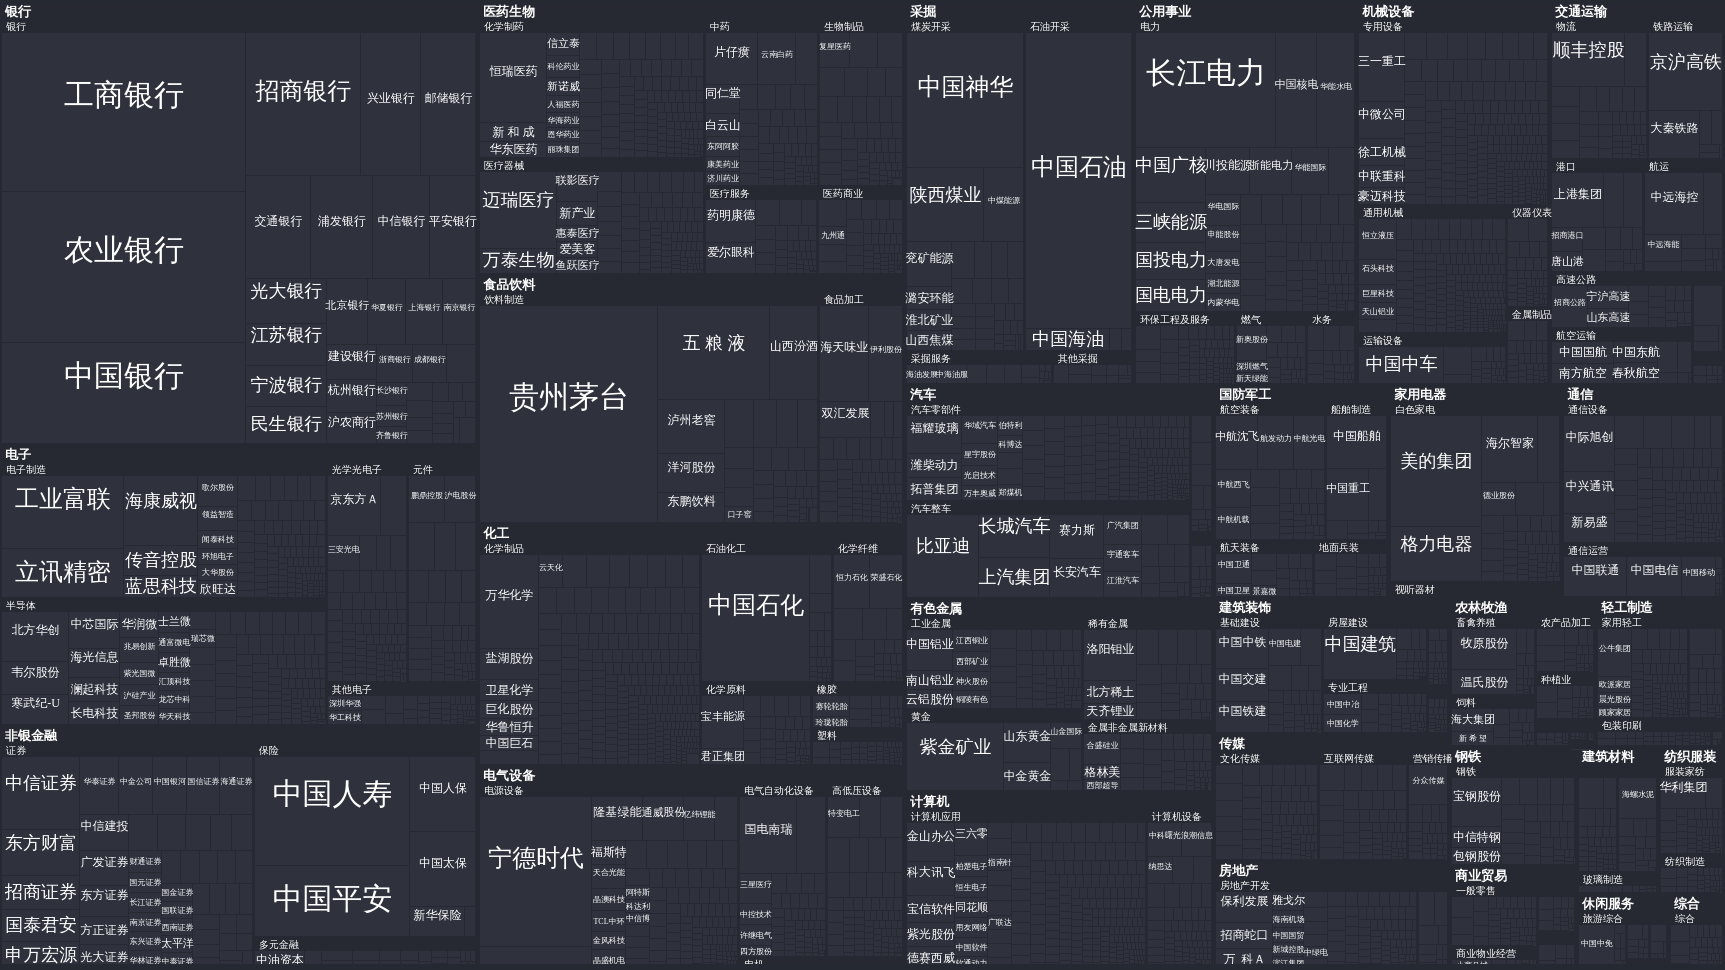 银行
银行
工商银行
农业银行
中国银行
招商银行
兴业银行
邮储银行
交通银行
浦发银行
中信银行
平安银行
光大银行
江苏银行
宁波银行
民生银行
北京银行
华夏银行
上海银行
南京银行
建设银行
浙商银行
成都银行
杭州银行
长沙银行
沪农商行
苏州银行
齐鲁银行
电子
电子制造
工业富联
立讯精密
海康威视
传音控股
蓝思科技
歌尔股份
领益智造
闻泰科技
环旭电子
大华股份
欣旺达
光学光电子
京东方Ａ
三安光电
元件
鹏鼎控股
沪电股份
半导体
北方华创
韦尔股份
寒武纪-U
中芯国际
海光信息
澜起科技
长电科技
华润微
兆易创新
紫光国微
沪硅产业
圣邦股份
士兰微
通富微电
瑞芯微
卓胜微
汇顶科技
龙芯中科
华天科技
其他电子
深圳华强
华工科技
非银金融
证券
中信证券
东方财富
招商证券
国泰君安
申万宏源
华泰证券
中金公司
中国银河
国信证券
海通证券
中信建投
广发证券
东方证券
方正证券
光大证券
财通证券
国元证券
长江证券
南京证券
东兴证券
华林证券
国金证券
国联证券
西南证券
太平洋
中泰证券
保险
中国人寿
中国平安
中国人保
中国太保
新华保险
多元金融
中油资本
医药生物
化学制药
恒瑞医药
新 和 成
华东医药
信立泰
科伦药业
新诺威
人福医药
华海药业
恩华药业
丽珠集团
中药
片仔癀
云南白药
同仁堂
白云山
东阿阿胶
康美药业
济川药业
生物制品
复星医药
医疗器械
迈瑞医疗
万泰生物
联影医疗
新产业
惠泰医疗
爱美客
鱼跃医疗
医疗服务
药明康德
爱尔眼科
医药商业
九州通
食品饮料
饮料制造
贵州茅台
五 粮 液
山西汾酒
泸州老窖
洋河股份
东鹏饮料
口子窖
食品加工
海天味业
伊利股份
双汇发展
化工
化学制品
万华化学
盐湖股份
卫星化学
巨化股份
华鲁恒升
中国巨石
云天化
石油化工
中国石化
化学纤维
恒力石化
荣盛石化
化学原料
宝丰能源
君正集团
橡胶
赛轮轮胎
玲珑轮胎
塑料
电气设备
电源设备
宁德时代
隆基绿能
通威股份
亿纬锂能
福斯特
天合光能
晶澳科技
TCL中环
金风科技
晶盛机电
阿特斯
科达利
中信博
电气自动化设备
国电南瑞
三星医疗
中控技术
许继电气
四方股份
高低压设备
特变电工
采掘
煤炭开采
中国神华
陕西煤业
中煤能源
兖矿能源
潞安环能
淮北矿业
山西焦煤
石油开采
中国石油
中国海油
采掘服务
海油发展
中海油服
其他采掘
汽车
汽车零部件
福耀玻璃
潍柴动力
拓普集团
华域汽车
伯特利
科博达
星宇股份
光启技术
万丰奥威
郑煤机
汽车整车
比亚迪
长城汽车
上汽集团
赛力斯
长安汽车
广汽集团
宇通客车
江淮汽车
有色金属
工业金属
中国铝业
南山铝业
云铝股份
江西铜业
西部矿业
神火股份
铜陵有色
稀有金属
洛阳钼业
北方稀土
天齐锂业
黄金
紫金矿业
山东黄金
山金国际
中金黄金
金属非金属新材料
合盛硅业
格林美
西部超导
计算机
计算机应用
金山办公
科大讯飞
宝信软件
紫光股份
德赛西威
三六零
柏楚电子
指南针
恒生电子
同花顺
用友网络
广联达
中国软件
软通动力
计算机设备
中科曙光
浪潮信息
纳思达
公用事业
电力
长江电力
中国核电
华能水电
中国广核
川投能源
浙能电力
华能国际
三峡能源
国投电力
国电电力
华电国际
申能股份
大唐发电
湖北能源
内蒙华电
环保工程及服务
燃气
新奥股份
深圳燃气
新天绿能
水务
国防军工
航空装备
中航沈飞
航发动力
中航光电
中航西飞
中航机载
船舶制造
中国船舶
中国重工
航天装备
中国卫通
中国卫星
景嘉微
地面兵装
建筑装饰
基础建设
中国中铁
中国电建
中国交建
中国铁建
房屋建设
中国建筑
专业工程
中国中冶
中国化学
传媒
文化传媒
互联网传媒
营销传播
分众传媒
房地产
房地产开发
保利发展
招商蛇口
万 科Ａ
雅戈尔
海南机场
中国国贸
新城控股
中绿电
滨江集团
机械设备
专用设备
三一重工
中微公司
徐工机械
中联重科
豪迈科技
通用机械
恒立液压
石头科技
巨星科技
天山铝业
仪器仪表
金属制品
运输设备
中国中车
家用电器
白色家电
美的集团
格力电器
海尔智家
德业股份
视听器材
农林牧渔
畜禽养殖
牧原股份
温氏股份
饲料
海大集团
新 希 望
农产品加工
种植业
钢铁
钢铁
宝钢股份
中信特钢
包钢股份
商业贸易
一般零售
商业物业经营
交通运输
物流
顺丰控股
铁路运输
京沪高铁
大秦铁路
港口
上港集团
招商港口
唐山港
航运
中远海控
中远海能
高速公路
招商公路
宁沪高速
山东高速
航空运输
中国国航
中国东航
南方航空
春秋航空
通信
通信设备
中际旭创
中兴通讯
新易盛
通信运营
中国联通
中国电信
中国移动
轻工制造
家用轻工
公牛集团
欧派家居
晨光股份
顾家家居
包装印刷
建筑材料
海螺水泥
玻璃制造
纺织服装
服装家纺
华利集团
纺织制造
休闲服务
旅游综合
中国中免
综合
综合